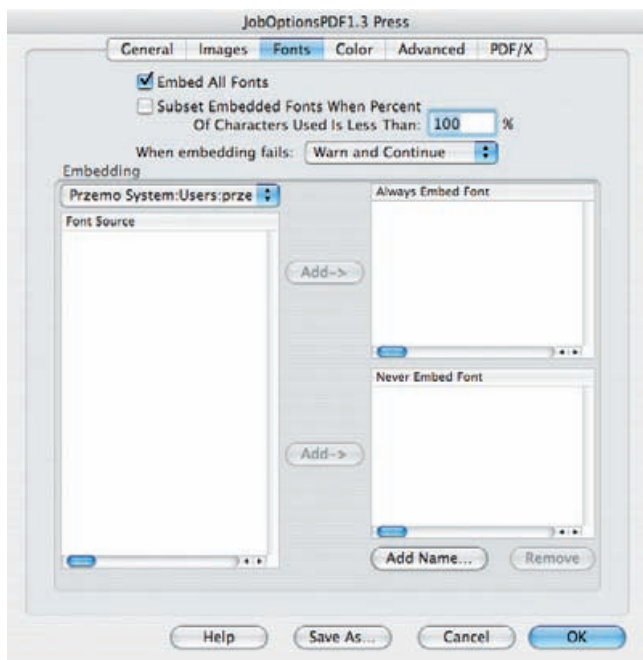 JobOptionsPDF1.3 Press
General Images Fonts Color Advanced PDF/X
Embed All Fonts
Subset Embedded Fonts When Percent
Of Characters Used Is Less Than: 100 %
When embedding fails: Warn and Continue
Embedding
Przemo System:Users:prze
Always Embed Font
Font Source
Add->
Never Embed Font
Add->
Add Name... Remove
Help Save As... Cancel OK